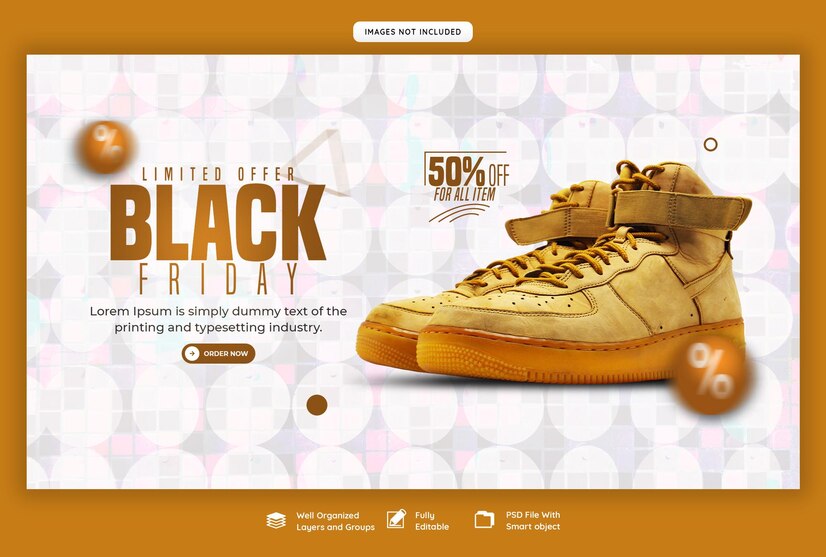 IMAGES NOT INCLUDED
%
LIMITED OFFER
BLACK
FRIDAY
Lorem Ipsum is simply dummy text of the
printing and typesetting industry.
ORDER NOW
50% OFF
FOR ALL ITEM
%
Well Organized
Layers and Groups
Fully
Editable
PSD File With
Smart object